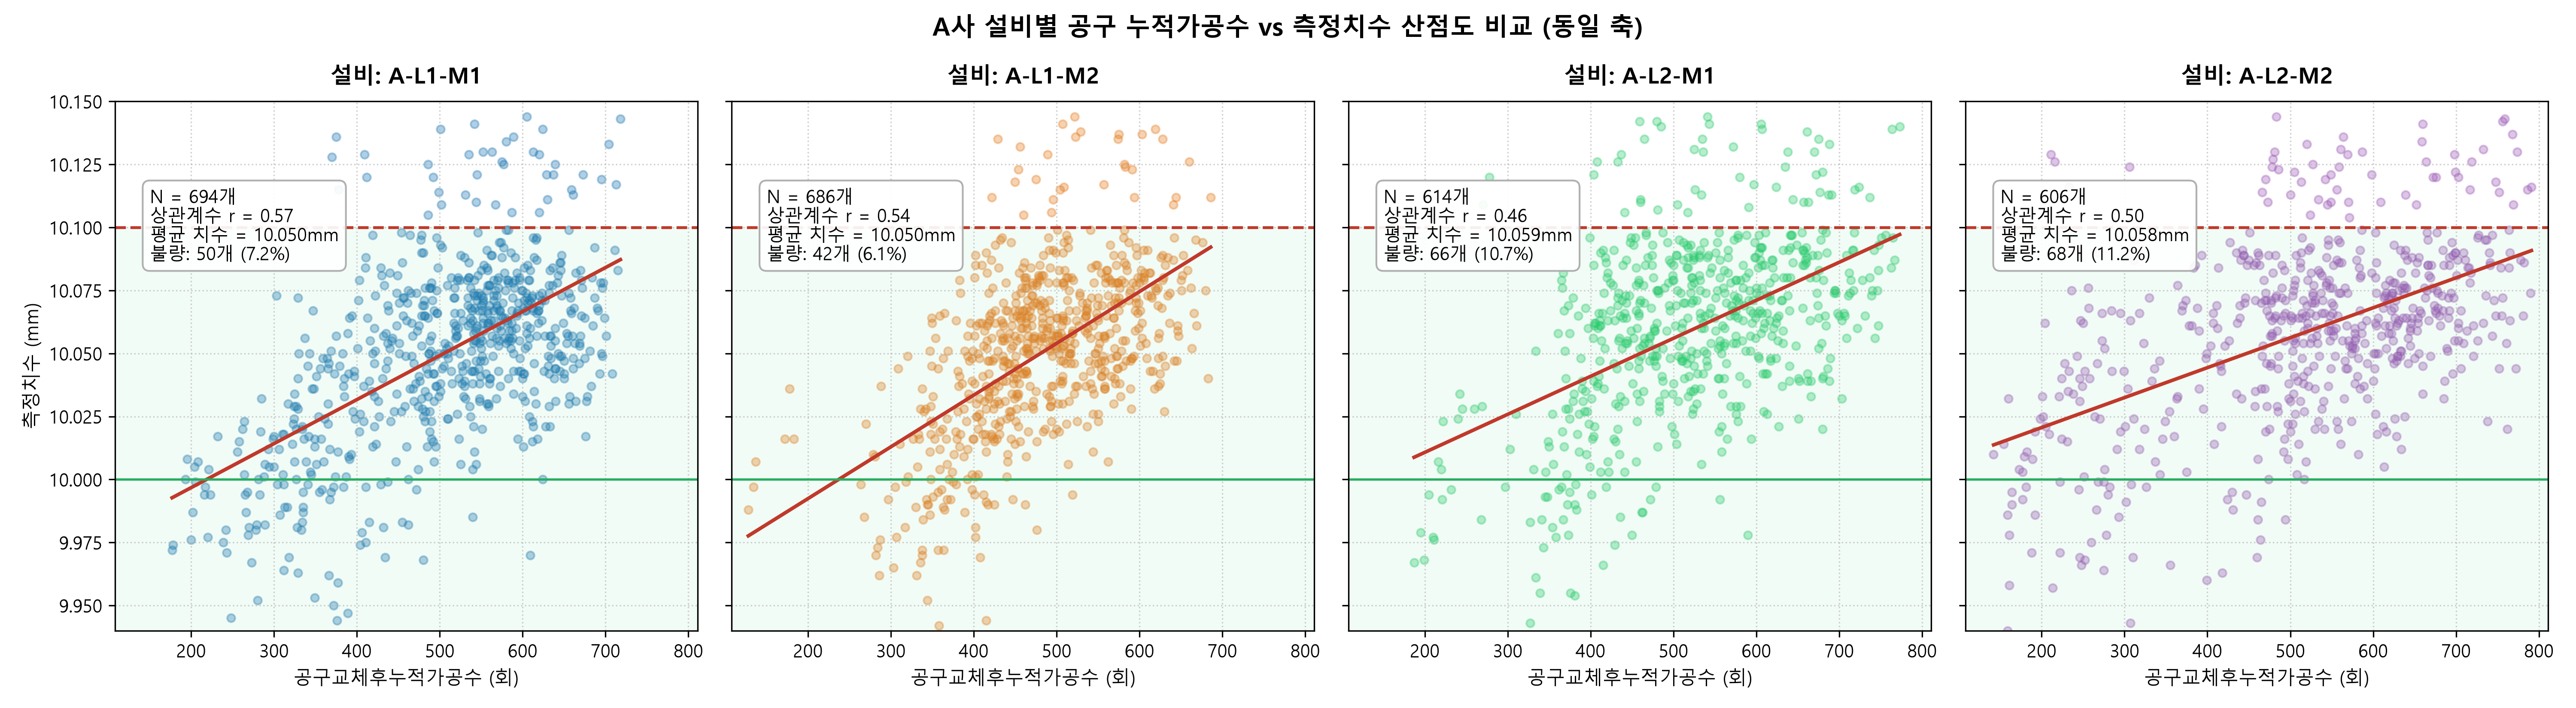 A사 설비별 공구 누적가공수 vs 측정치수 산점도 비교 (동일 축)
설비: A-L1-M1
설비: A-L1-M2
설비: A-L2-M1
설비: A-L2-M2
측정치수 (mm)
10.150
10.125
10.100
10.075
10.050
10.025
10.000
9.975
9.950
N = 694개
상관계수 r = 0.57
평균 치수 = 10.050mm
불량: 50개 (7.2%)
N = 686개
상관계수 r = 0.54
평균 치수 = 10.050mm
불량: 42개 (6.1%)
N = 614개
상관계수 r = 0.46
평균 치수 = 10.059mm
불량: 66개 (10.7%)
N = 606개
상관계수 r = 0.50
평균 치수 = 10.058mm
불량: 68개 (11.2%)
200 300 400 500 600 700 800
200 300 400 500 600 700 800
200 300 400 500 600 700 800
200 300 400 500 600 700 800
공구교체후누적가공수 (회)
공구교체후누적가공수 (회)
공구교체후누적가공수 (회)
공구교체후누적가공수 (회)